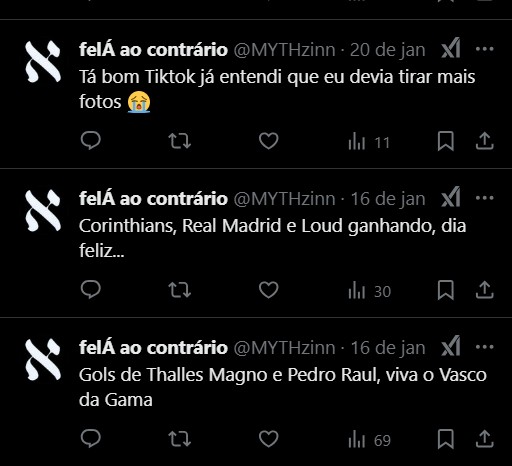 felÁ ao contrário @MYTHzinn · 20 de jan
Tá bom Tiktok já entendi que eu devia tirar mais
fotos 😭
11
felÁ ao contrário @MYTHzinn · 16 de jan
Corinthians, Real Madrid e Loud ganhando, dia
feliz...
30
felÁ ao contrário @MYTHzinn · 16 de jan
Gols de Thalles Magno e Pedro Raul, viva o Vasco
da Gama
69